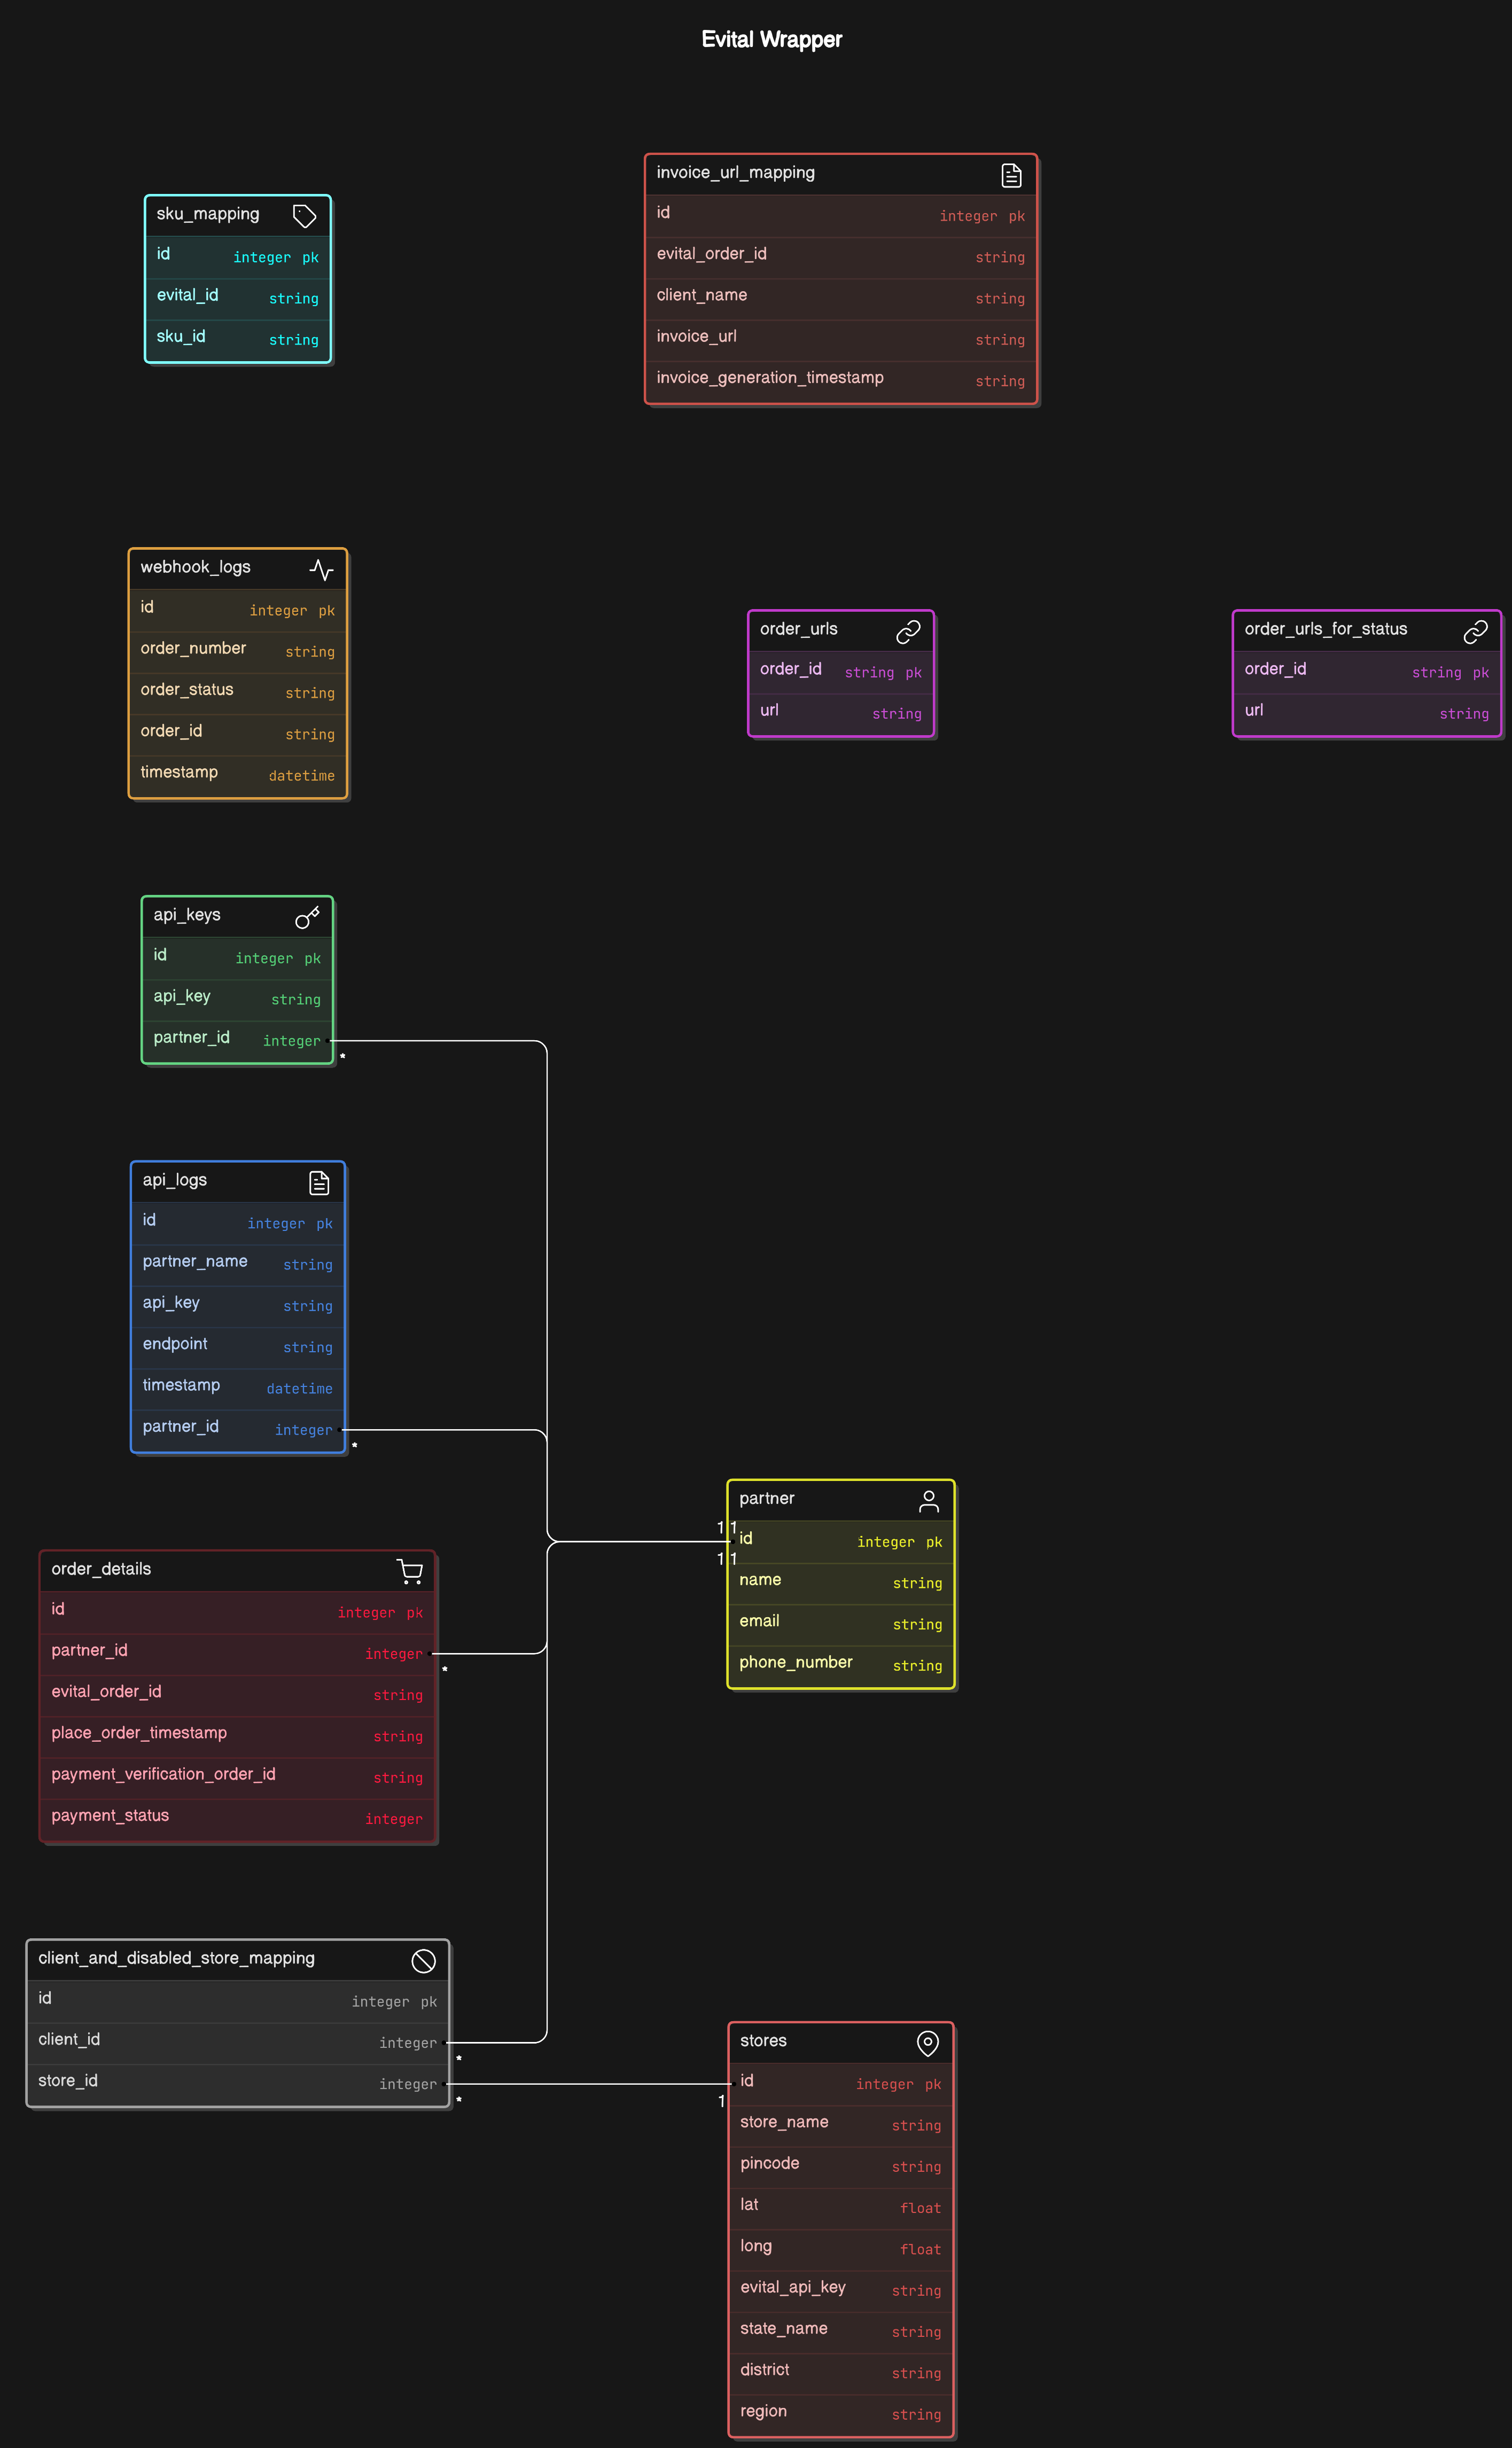 Evital Wrapper
sku_mapping
id integer pk
evital_id string
sku_id string
invoice_url_mapping
id integer pk
evital_order_id string
client_name string
invoice_url string
invoice_generation_timestamp string
webhook_logs
id integer pk
order_number string
order_status string
order_id string
timestamp datetime
order_urls
order_id string pk
url string
order_urls_for_status
order_id string pk
url string
api_keys
id integer pk
api_key string
partner_id integer
*
api_logs
id integer pk
partner_name string
api_key string
endpoint string
timestamp datetime
partner_id integer
*
partner
1 1
id integer pk
1 1
name string
email string
phone_number string
order_details
id integer pk
partner_id integer
*
evital_order_id string
place_order_timestamp string
payment_verification_order_id string
payment_status integer
client_and_disabled_store_mapping
id integer pk
client_id integer
*
store_id integer
*
stores
id integer pk
1
store_name string
pincode string
lat float
long float
evital_api_key string
state_name string
district string
region string